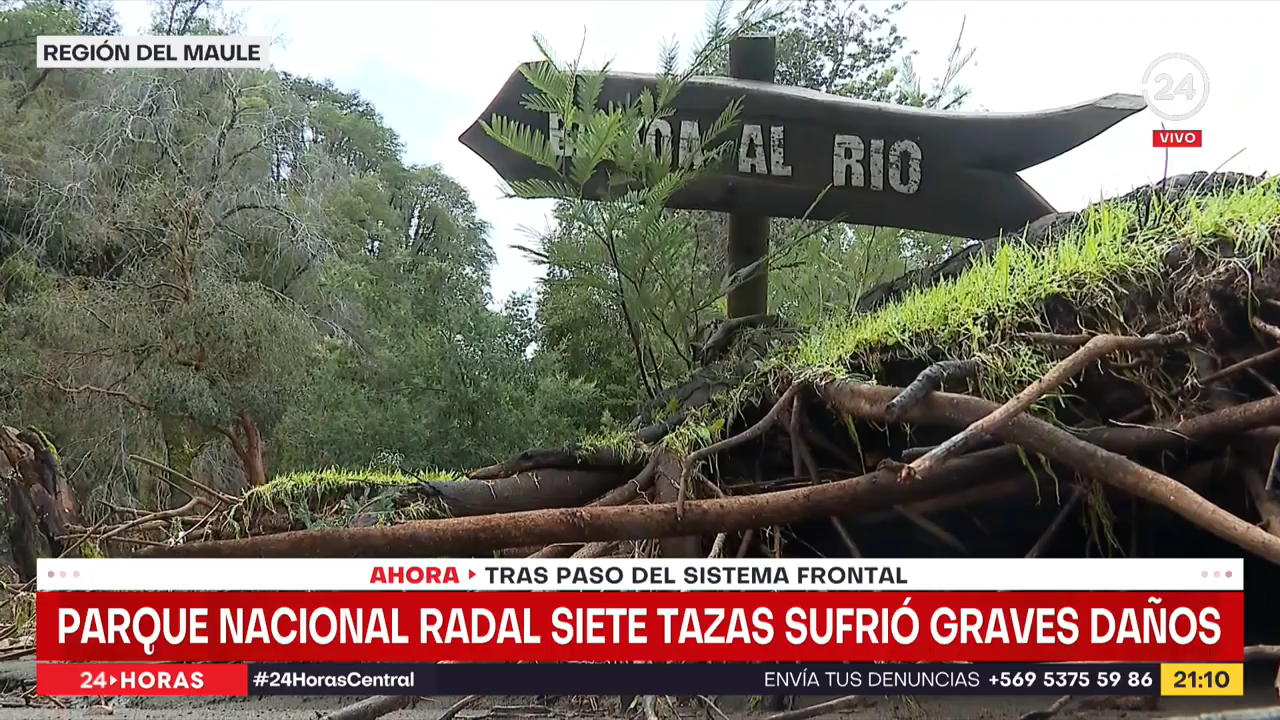 REGIÓN DEL MAULE
24
VIVO
AL RIO
AHORA ▸ TRAS PASO DEL SISTEMA FRONTAL
PARQUE NACIONAL RADAL SIETE TAZAS SUFRIÓ GRAVES DAÑOS
24▸HORAS #24HorasCentral ENVÍA TUS DENUNCIAS +569 5375 59 86 21:10